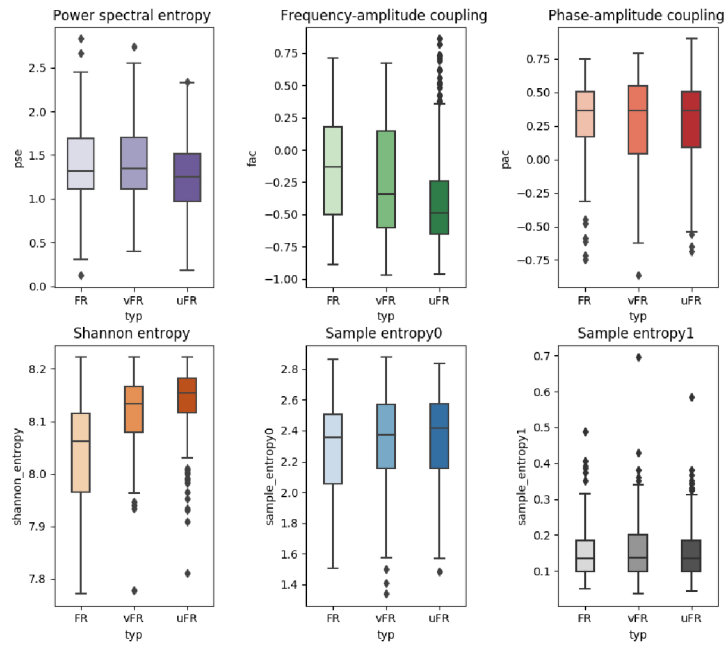 Power spectral entropy
pse
2.5
2.0
1.5
1.0
0.5
0.0
FR vFR uFR
typ
Frequency-amplitude coupling
fac
0.75
0.50
0.25
0.00
−0.25
−0.50
−0.75
−1.00
FR vFR uFR
typ
Phase-amplitude coupling
pac
0.75
0.50
0.25
0.00
−0.25
−0.50
−0.75
FR vFR uFR
typ
Shannon entropy
shannon_entropy
8.2
8.1
8.0
7.9
7.8
FR vFR uFR
typ
Sample entropy0
sample_entropy0
2.8
2.6
2.4
2.2
2.0
1.8
1.6
1.4
FR vFR uFR
typ
Sample entropy1
sample_entropy1
0.7
0.6
0.5
0.4
0.3
0.2
0.1
FR vFR uFR
typ